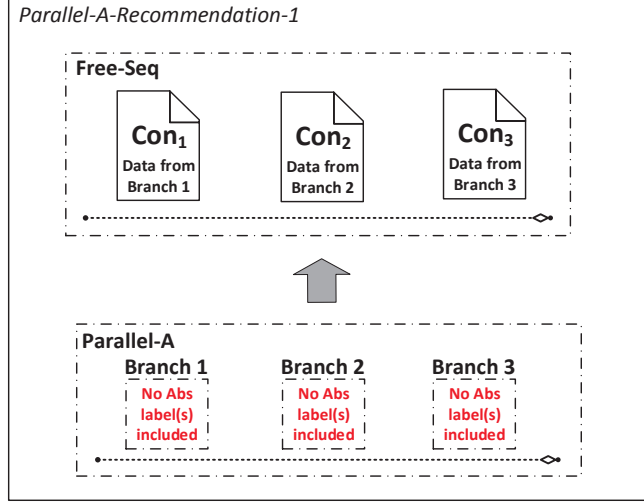 Parallel-A-Recommendation-1
Free-Seq
Con₁
Data from
Branch 1
Con₂
Data from
Branch 2
Con₃
Data from
Branch 3
Parallel-A
Branch 1
No Abs
label(s)
included
Branch 2
No Abs
label(s)
included
Branch 3
No Abs
label(s)
included